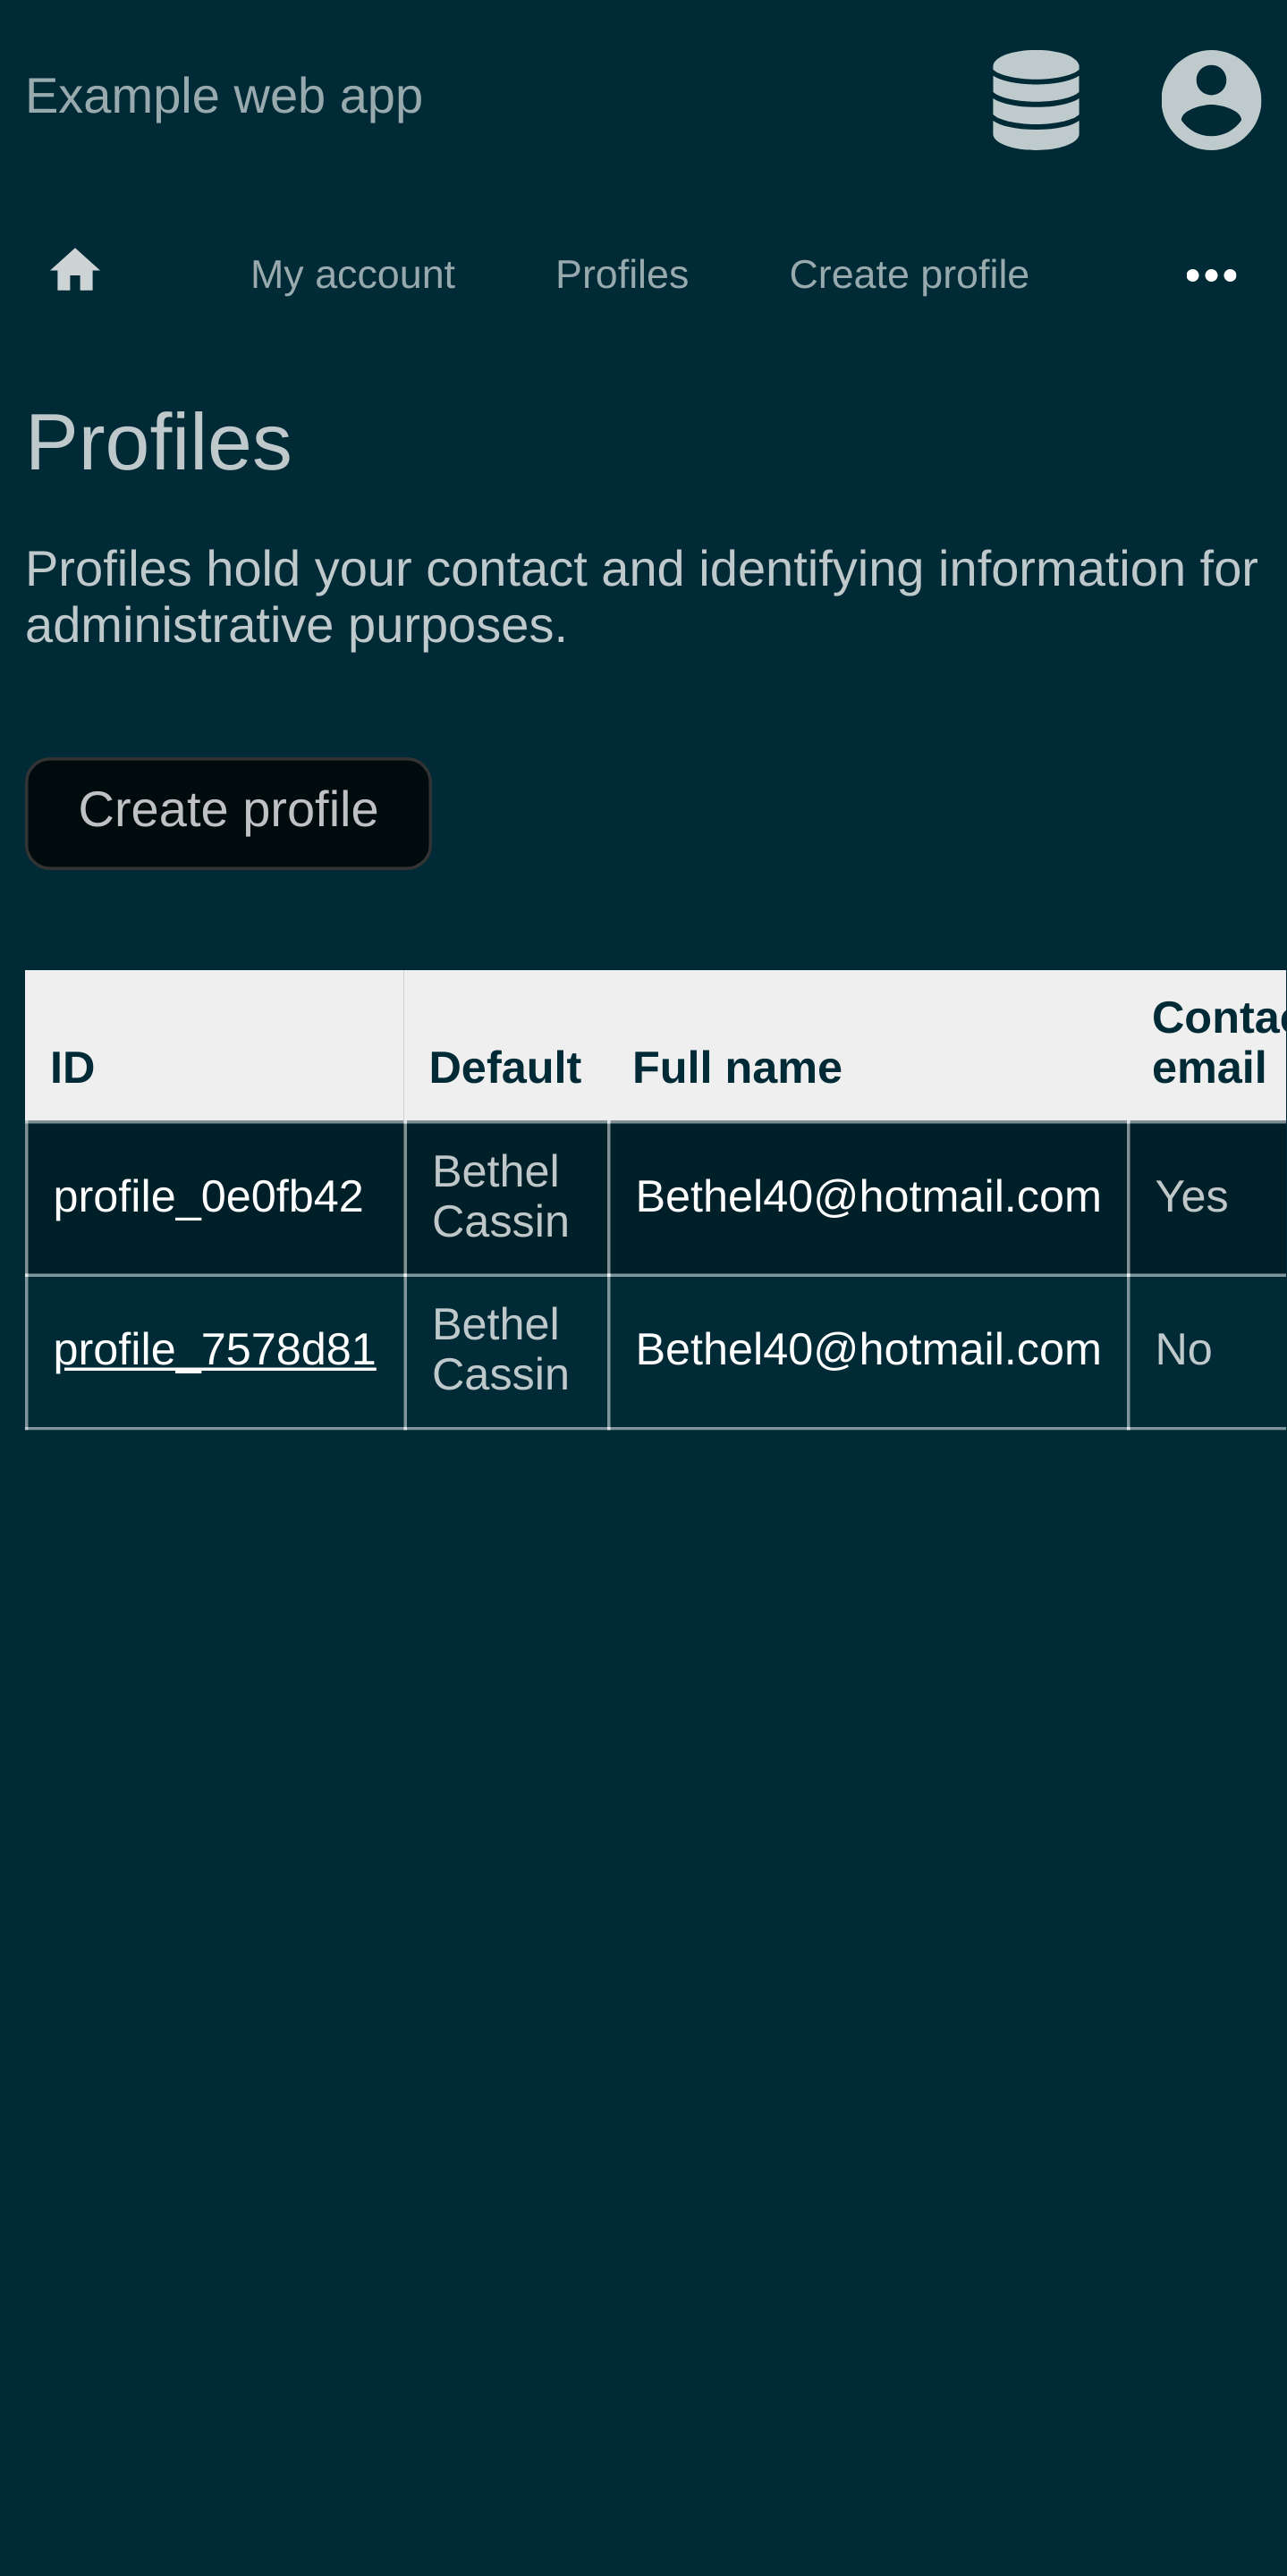 Example web app
My account Profiles Create profile
Profiles
Profiles hold your contact and identifying information for
administrative purposes.
Create profile
ID Default Full name email
profile_0e0fb42 Bethel Cassin Bethel40@hotmail.com Yes
profile_7578d81 Bethel Cassin Bethel40@hotmail.com No